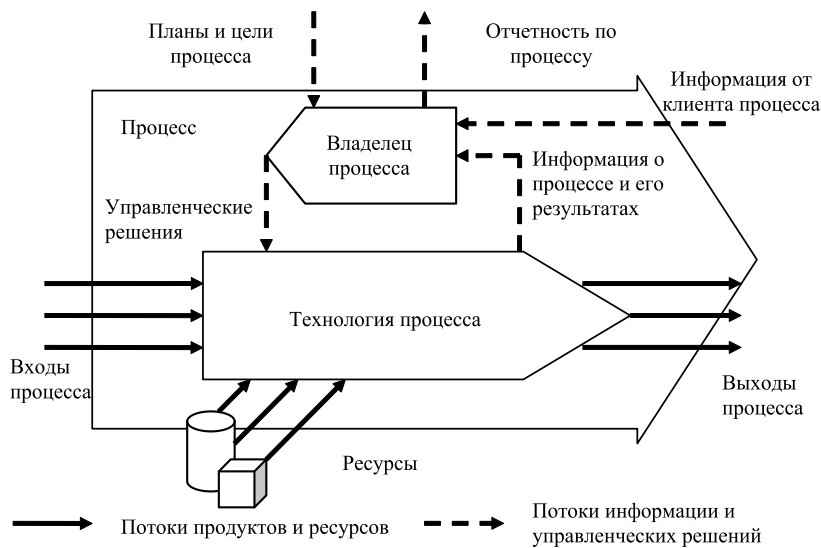 Планы и цели
процесса
Отчетность по
процессу
Информация от
клиента процесса
Процесс
Владелец
процесса
Информация о
процессе и его
результатах
Управленческие
решения
Технология процесса
Входы
процесса
Выходы
процесса
Ресурсы
Потоки продуктов и ресурсов
Потоки информации и
управленческих решений